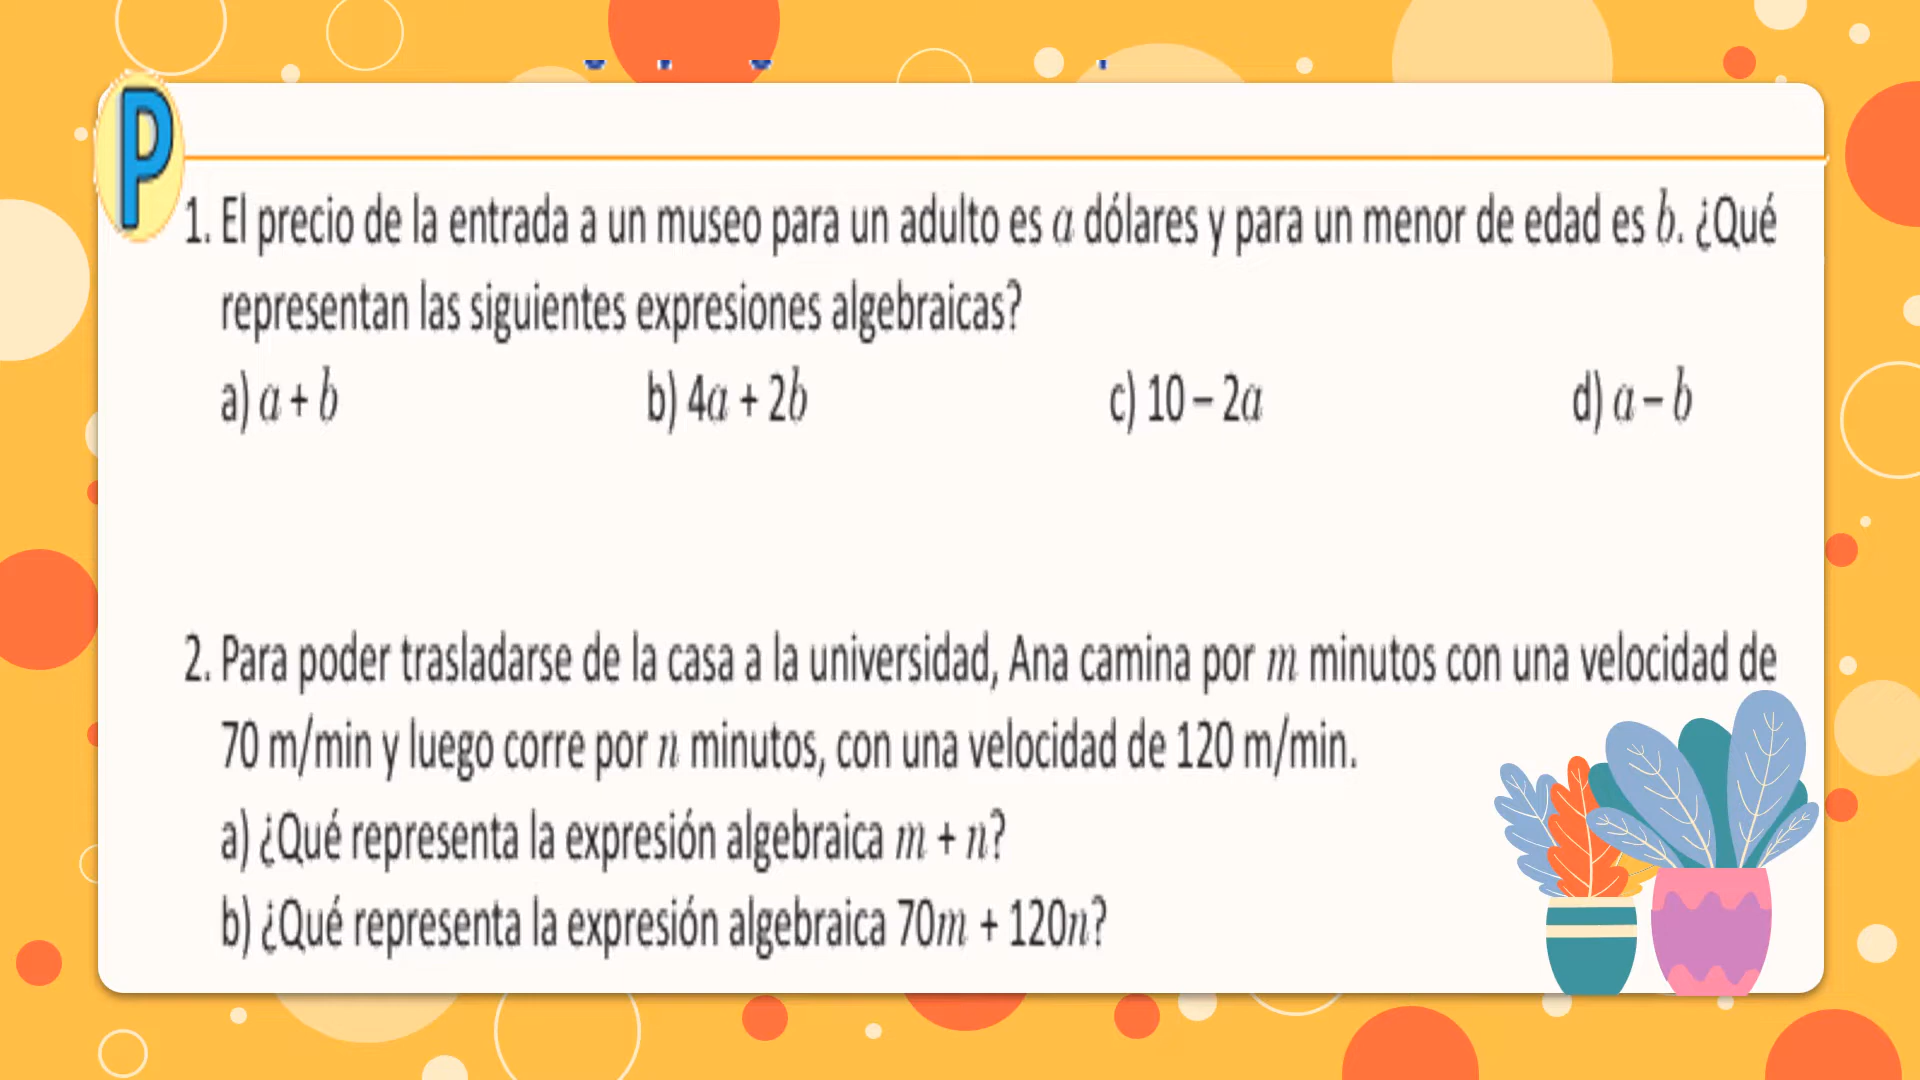 P
1. El precio de la entrada a un museo para un adulto es a dólares y para un menor de edad es b. ¿Qué
representan las siguientes expresiones algebraicas?
a) a + b b) 4a + 2b c) 10 – 2a d) a – b
2. Para poder trasladarse de la casa a la universidad, Ana camina por m minutos con una velocidad de
70 m/min y luego corre por n minutos, con una velocidad de 120 m/min.
a) ¿Qué representa la expresión algebraica m + n?
b) ¿Qué representa la expresión algebraica 70m + 120n?